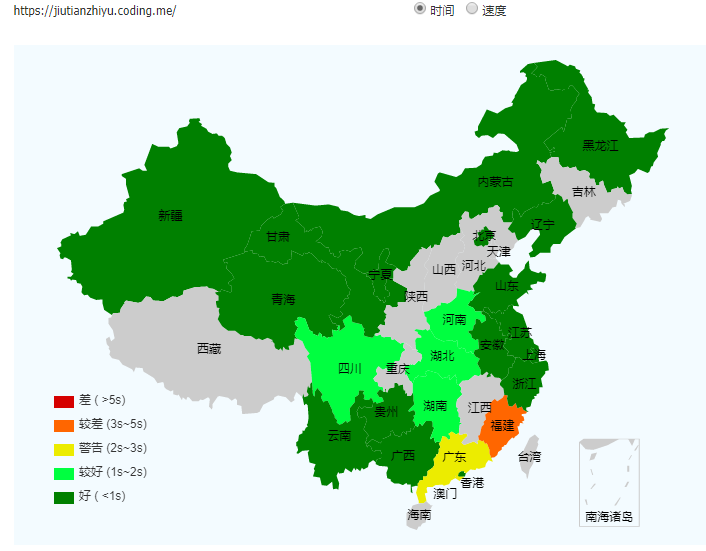 https://jiutianzhiyu.coding.me/ 时间 速度
黑龙江
内蒙古 吉林
新疆
辽宁
甘肃 北京
天津
宁夏 山西 河北
陕西 山东
青海
河南 江苏
西藏 安徽
湖北 上海
四川 重庆
浙江
差 ( >5s)
贵州 湖南 江西
较差 (3s~5s)
福建
云南
警告 (2s~3s)
广西 广东 台湾
较好 (1s~2s)
香港
澳门
好 ( <1s)
海南 南海诸岛